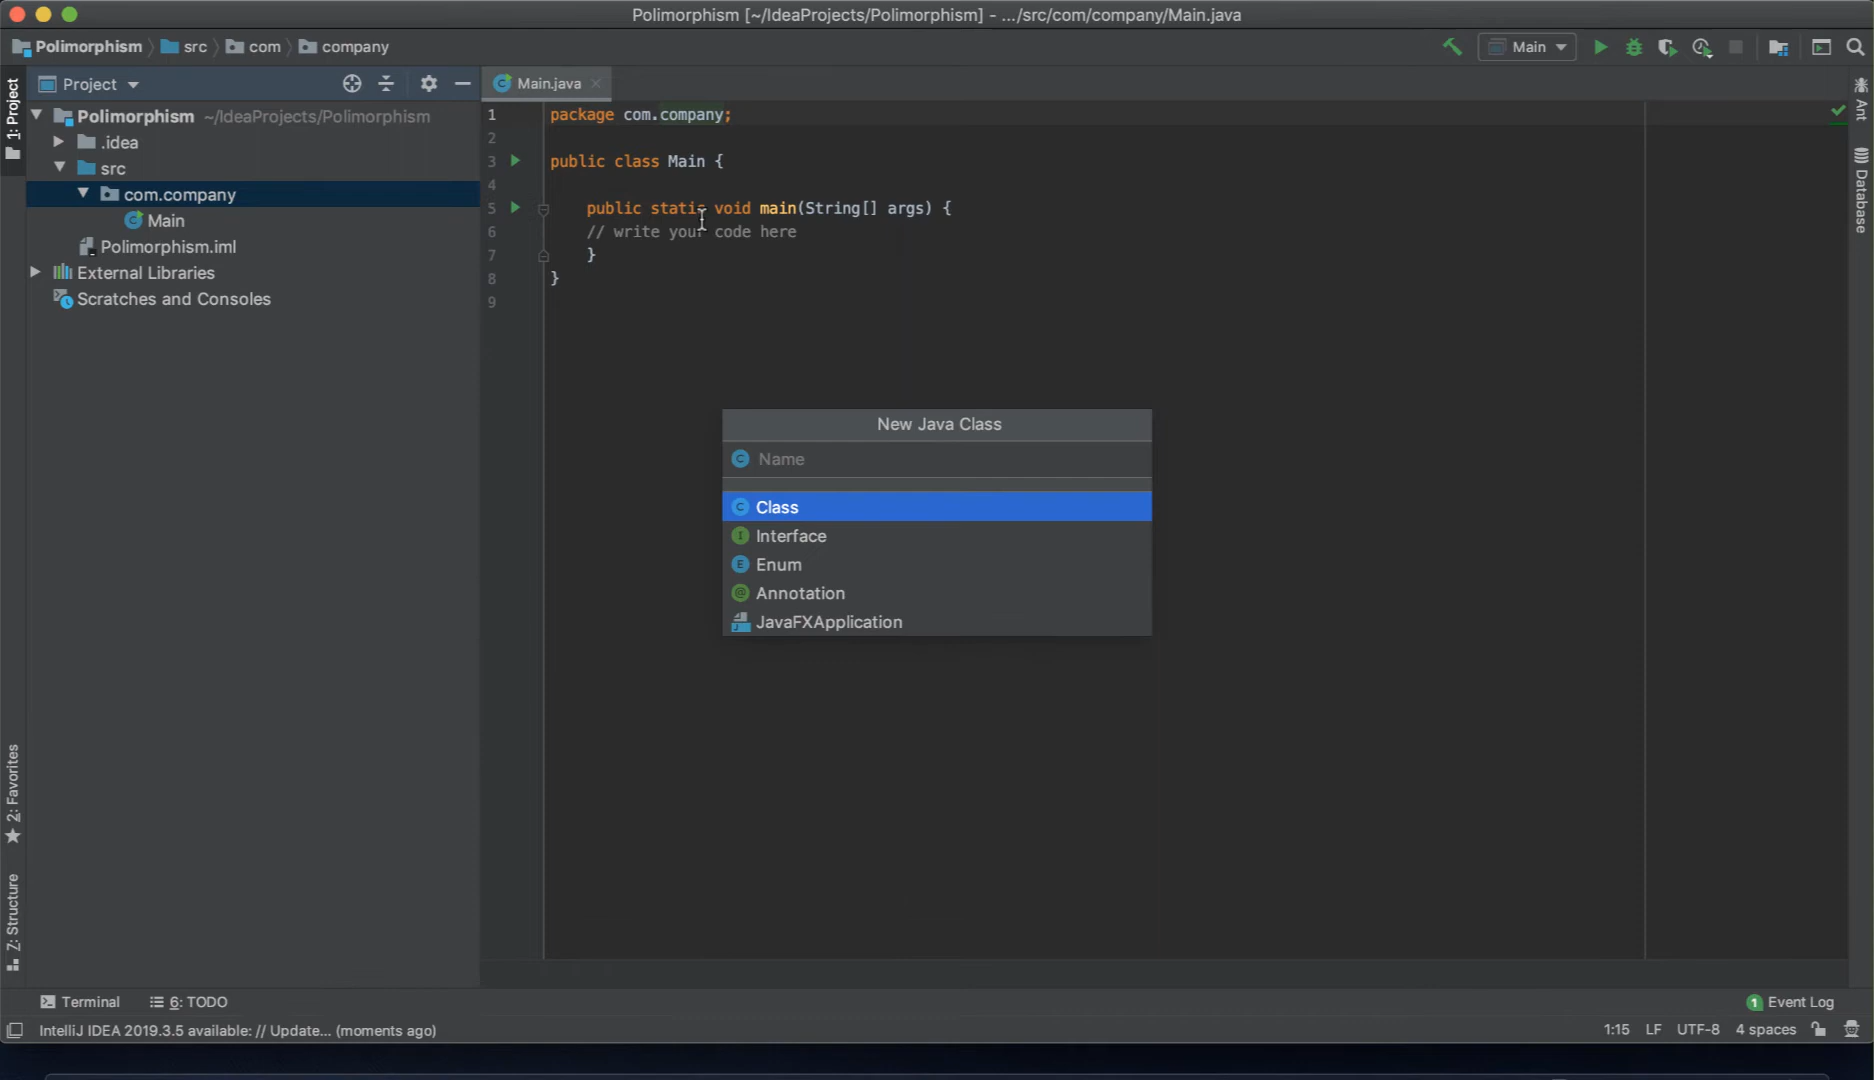 Polimorphism [~/IdeaProjects/Polimorphism] - .../src/com/company/Main.java
Polimorphism src com company
Main
Project
Main.java
1: Project
Polimorphism ~/IdeaProjects/Polimorphism
.idea
src
com.company
Main
Polimorphism.iml
External Libraries
Scratches and Consoles
1 package com.company;
2
3 public class Main {
4
5 public static void main(String[] args) {
6 // write your code here
7 }
8 }
9
New Java Class
Name
Class
Interface
Enum
Annotation
JavaFXApplication
Ant
Database
2: Favorites
7: Structure
Terminal
6: TODO
1 Event Log
IntelliJ IDEA 2019.3.5 available: // Update... (moments ago)
1:15 LF UTF-8 4 spaces